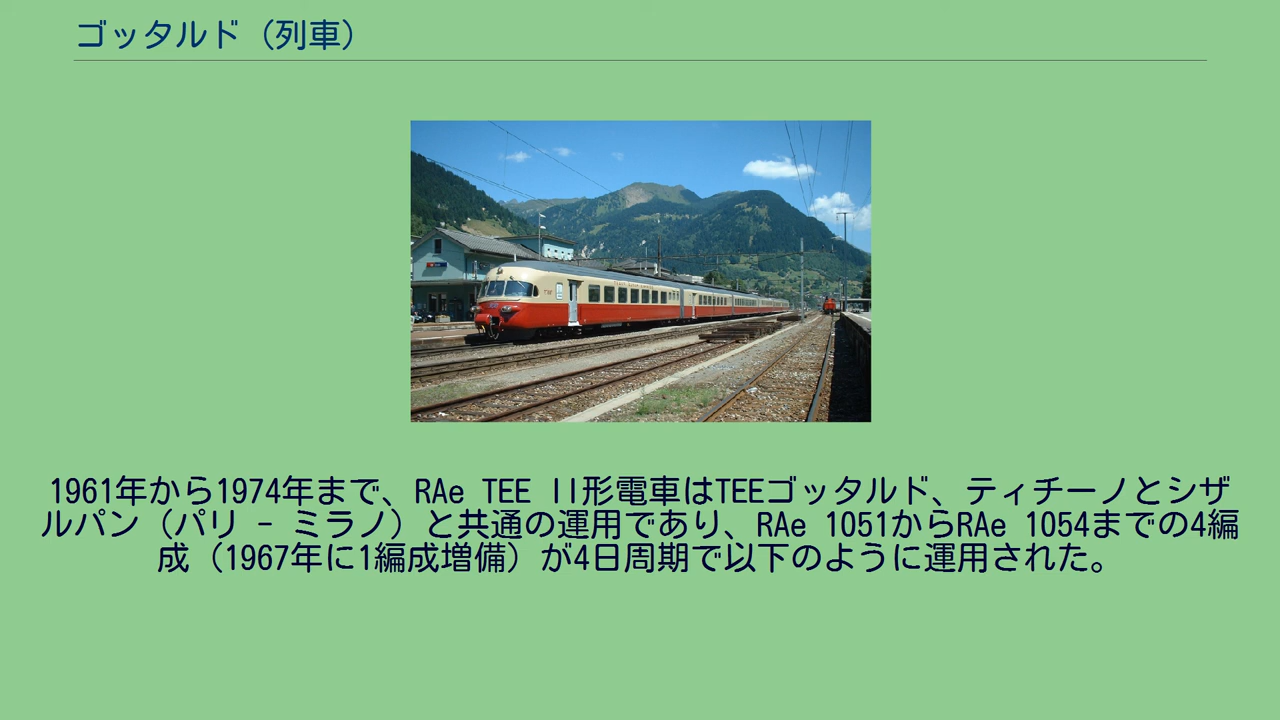 ゴッタルド（列車）
1961年から1974年まで、RAe TEE II形電車はTEEゴッタルド、ティチーノとシザ
ルパン（パリ - ミラノ）と共通の運用であり、RAe 1051からRAe 1054までの4編
成（1967年に1編成増備）が4日周期で以下のように運用された。